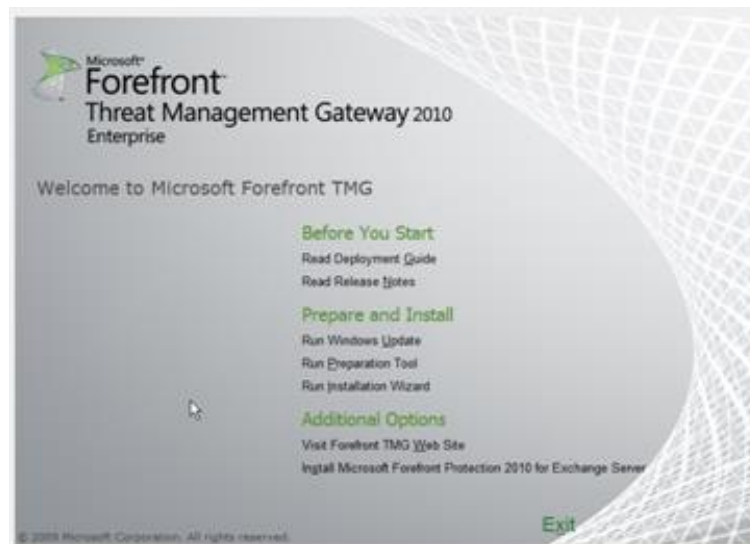 Microsoft®
Forefront™
Threat Management Gateway 2010
Enterprise
Welcome to Microsoft Forefront TMG
Before You Start
Read Deployment Guide
Read Release Notes
Prepare and Install
Run Windows Update
Run Preparation Tool
Run Installation Wizard
Additional Options
Visit Forefront TMG Web Site
Install Microsoft Forefront Protection 2010 for Exchange Server
Exit
© 2009 Microsoft Corporation. All rights reserved.